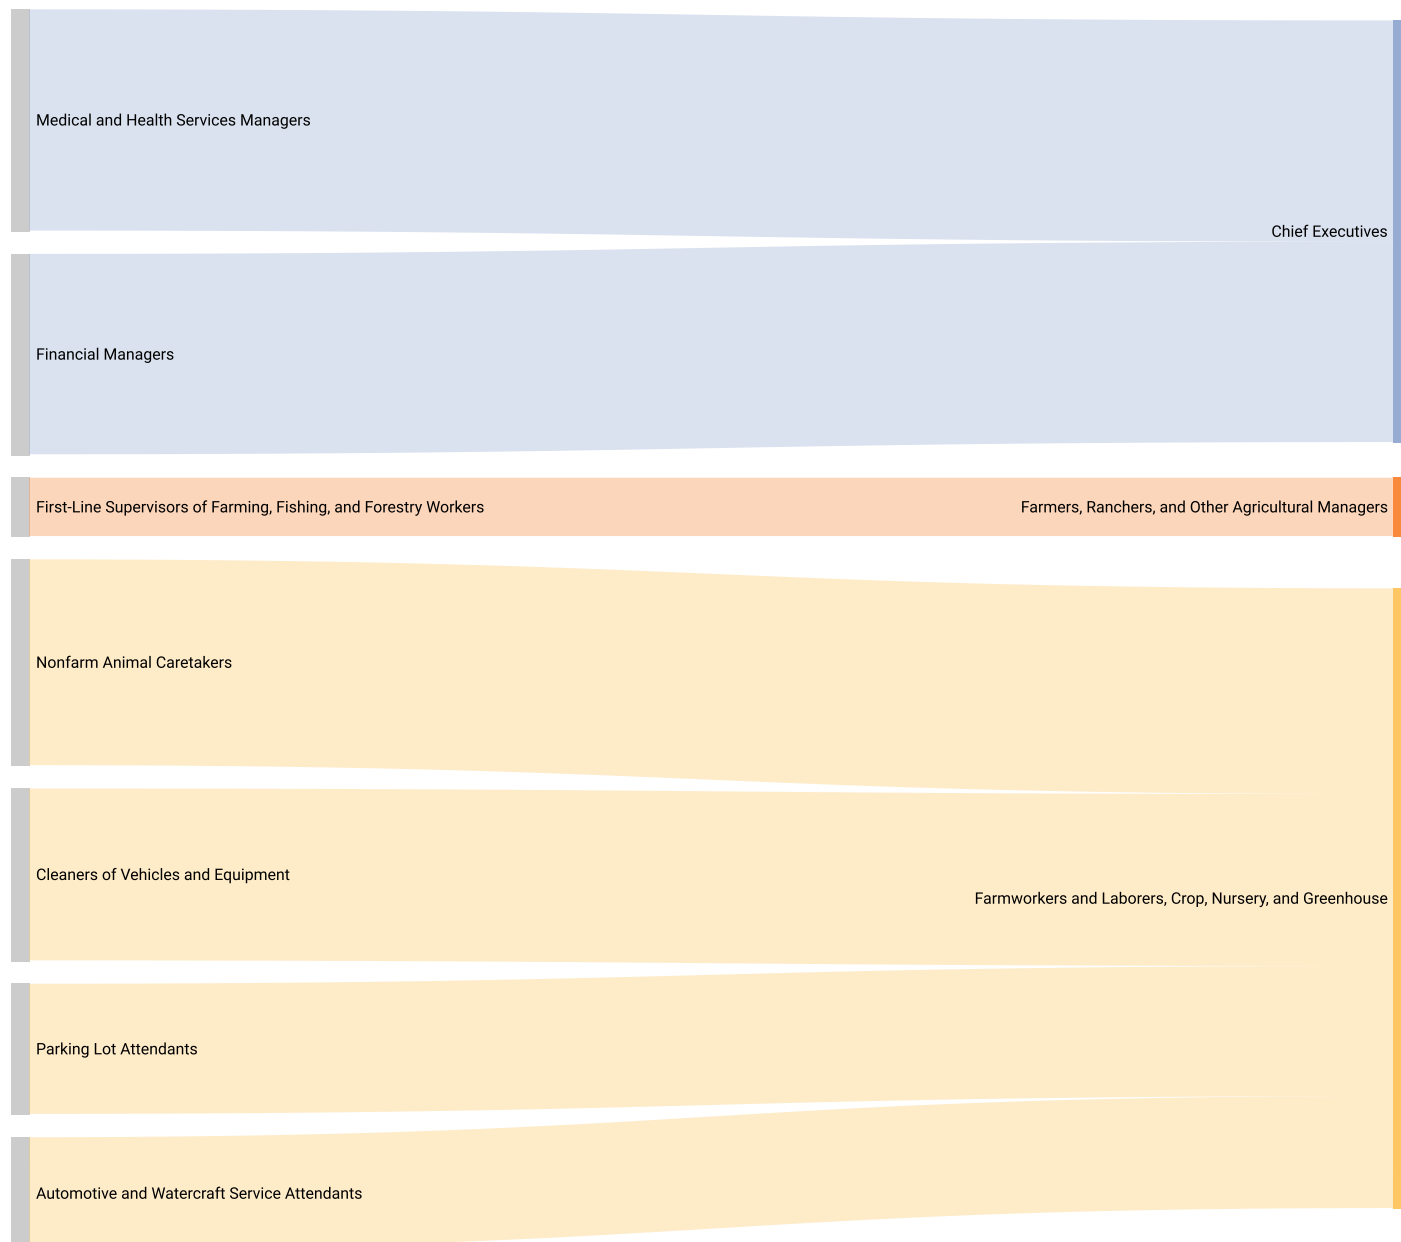 Medical and Health Services Managers
Chief Executives
Financial Managers
First-Line Supervisors of Farming, Fishing, and Forestry Workers
Farmers, Ranchers, and Other Agricultural Managers
Nonfarm Animal Caretakers
Cleaners of Vehicles and Equipment
Farmworkers and Laborers, Crop, Nursery, and Greenhouse
Parking Lot Attendants
Automotive and Watercraft Service Attendants